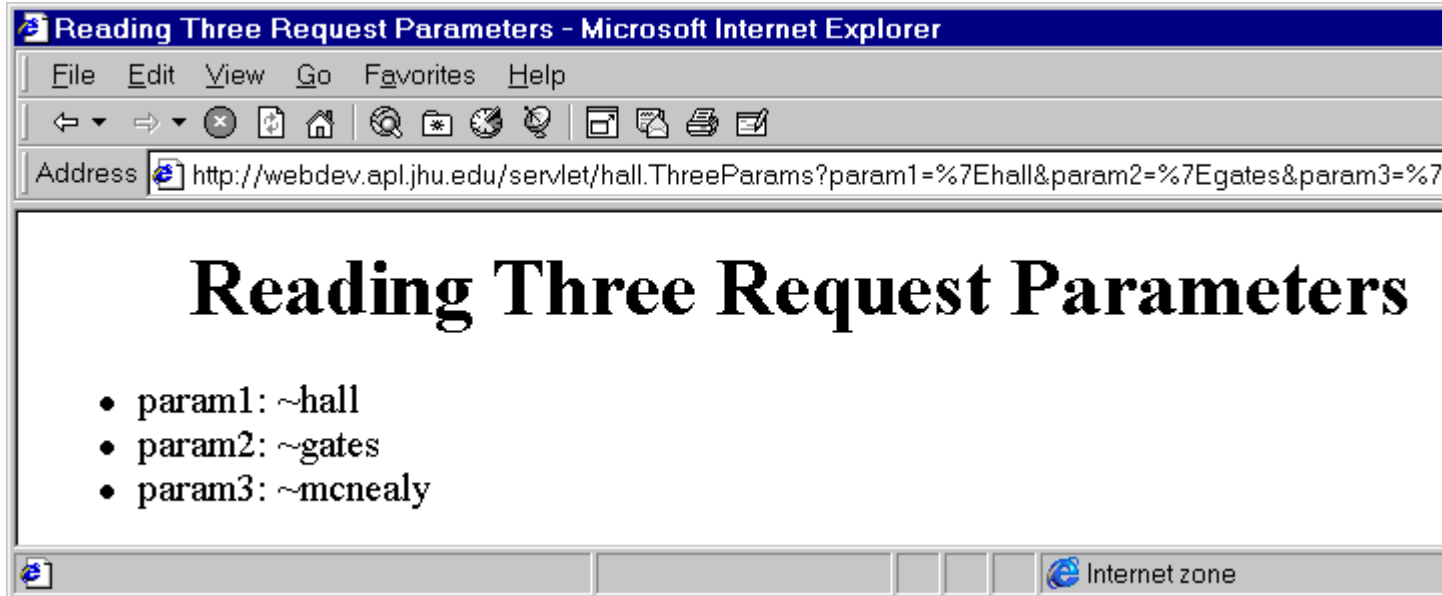 Reading Three Request Parameters - Microsoft Internet Explorer
File Edit View Go Favorites Help
Address http://webdev.apl.jhu.edu/servlet/hall.ThreeParams?param1=%7Ehall&param2=%7Egates&param3=%7
Reading Three Request Parameters
• param1: ~hall
• param2: ~gates
• param3: ~mcnealy
Internet zone